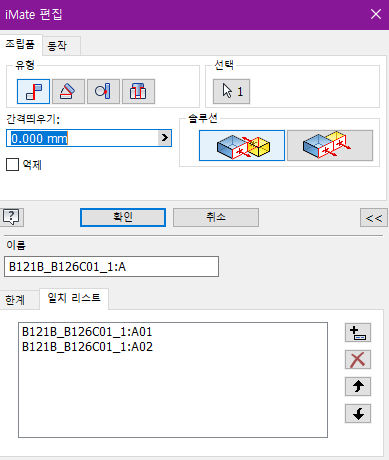 iMate 편집
조립품 동작
유형
선택
1
간격띄우기:
0.000 mm >
솔루션
억제
? 확인 취소 <<
이름
B121B_B126C01_1:A
한계 일치 리스트
B121B_B126C01_1:A01
B121B_B126C01_1:A02